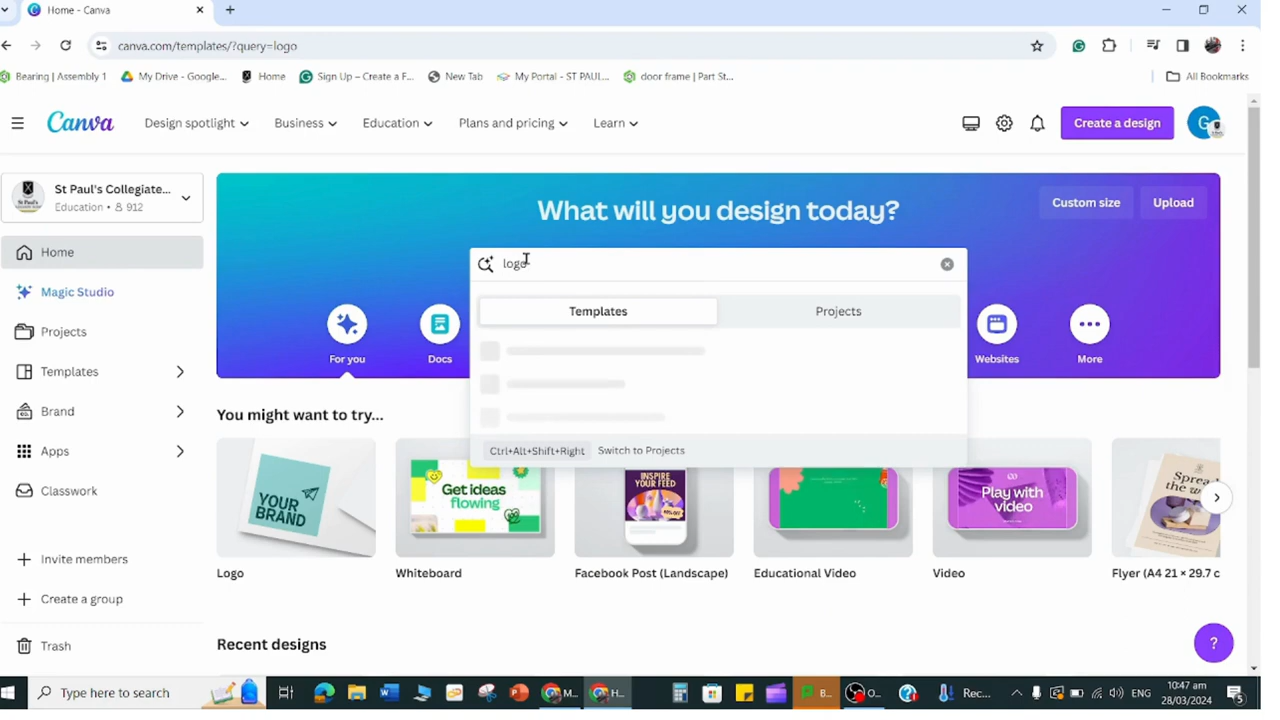 Home - Canva
canva.com/templates/?query=logo
Bearing | Assembly 1
My Drive - Google...
Home
Sign Up – Create a F...
New Tab
My Portal - ST PAUL...
door frame | Part St...
All Bookmarks
Canva
Design spotlight
Business
Education
Plans and pricing
Learn
Create a design
G
St Paul's Collegiate...
Education • 912
What will you design today?
Custom size
Upload
Home
logo
Magic Studio
Templates
Projects
Projects
For you
Docs
Websites
More
Templates
Brand
You might want to try...
Apps
Ctrl+Alt+Shift+Right
Switch to Projects
Classwork
YOUR
BRAND
Get ideas
flowing
INSPIRE
YOUR FEED
Play with
video
Spread
the w
Invite members
Logo
Whiteboard
Facebook Post (Landscape)
Educational Video
Video
Flyer (A4 21 × 29.7 c
Create a group
Trash
Recent designs
?
Type here to search
M...
H...
B...
O...
Rec...
ENG
10:47 am
28/03/2024
5